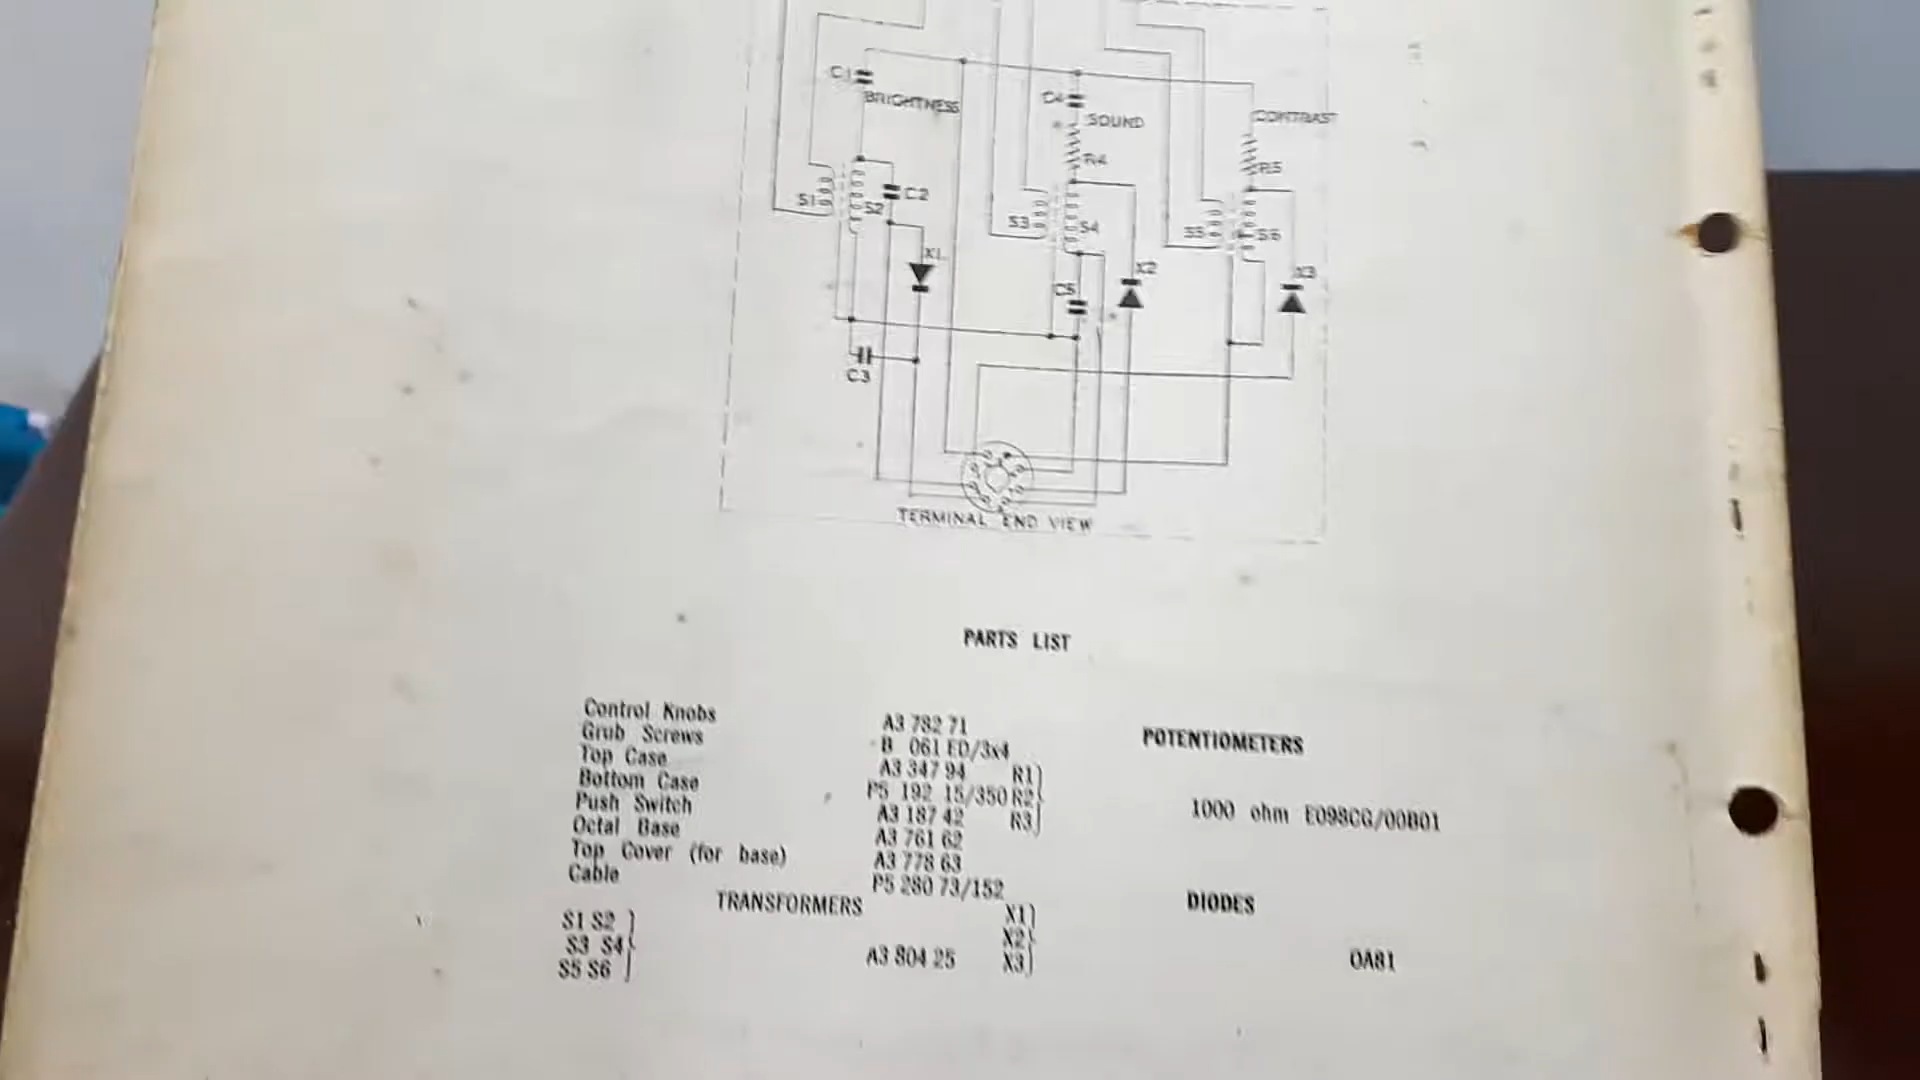 C1
BRIGHTNESS
C4
SOUND
CONTRAST
R4
R5
S1
S2
C2
S3
S4
S5
S6
X1
X2
X3
C5
C3
TERMINAL END VIEW
PARTS LIST
Control Knobs A3 782 71
Grub Screws B 061 ED/3x4
Top Case A3 347 94
Bottom Case P5 192 15/350
Push Switch A3 187 42
Octal Base A3 761 62
Top Cover (for base) A3 778 63
Cable P5 280 73/152
POTENTIOMETERS
R1)
R2} 1000 ohm E098CG/00B01
R3)
TRANSFORMERS
S1 S2 )
S3 S4} A3 804 25
S5 S6 )
DIODES
X1)
X2} OA81
X3)